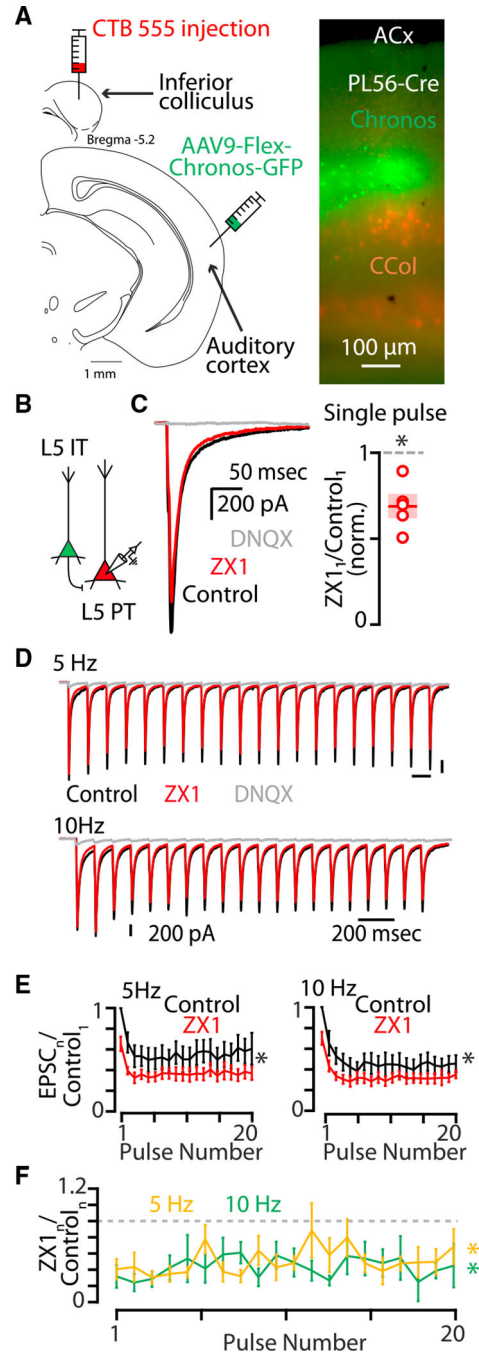 A
CTB 555 injection
Inferior
colliculus
Bregma -5.2
AAV9-Flex-
Chronos-GFP
Auditory
cortex
1 mm
ACx
PL56-Cre
Chronos
CCol
100 µm
B
L5 IT
L5 PT
C
50 msec
200 pA
DNQX
ZX1
Control
Single pulse
*
1
0
ZX1₁/Control₁
(norm.)
D
5 Hz
Control ZX1 DNQX
10Hz
200 pA 200 msec
E
5Hz Control
ZX1
*
1
0
EPSCₙ/
Control₁
1 20
Pulse Number
10 Hz Control
ZX1
*
1
0
1 20
Pulse Number
F
1.2
0
5 Hz 10 Hz
ZX1ₙ/
Controlₙ
*
*
1 20
Pulse Number